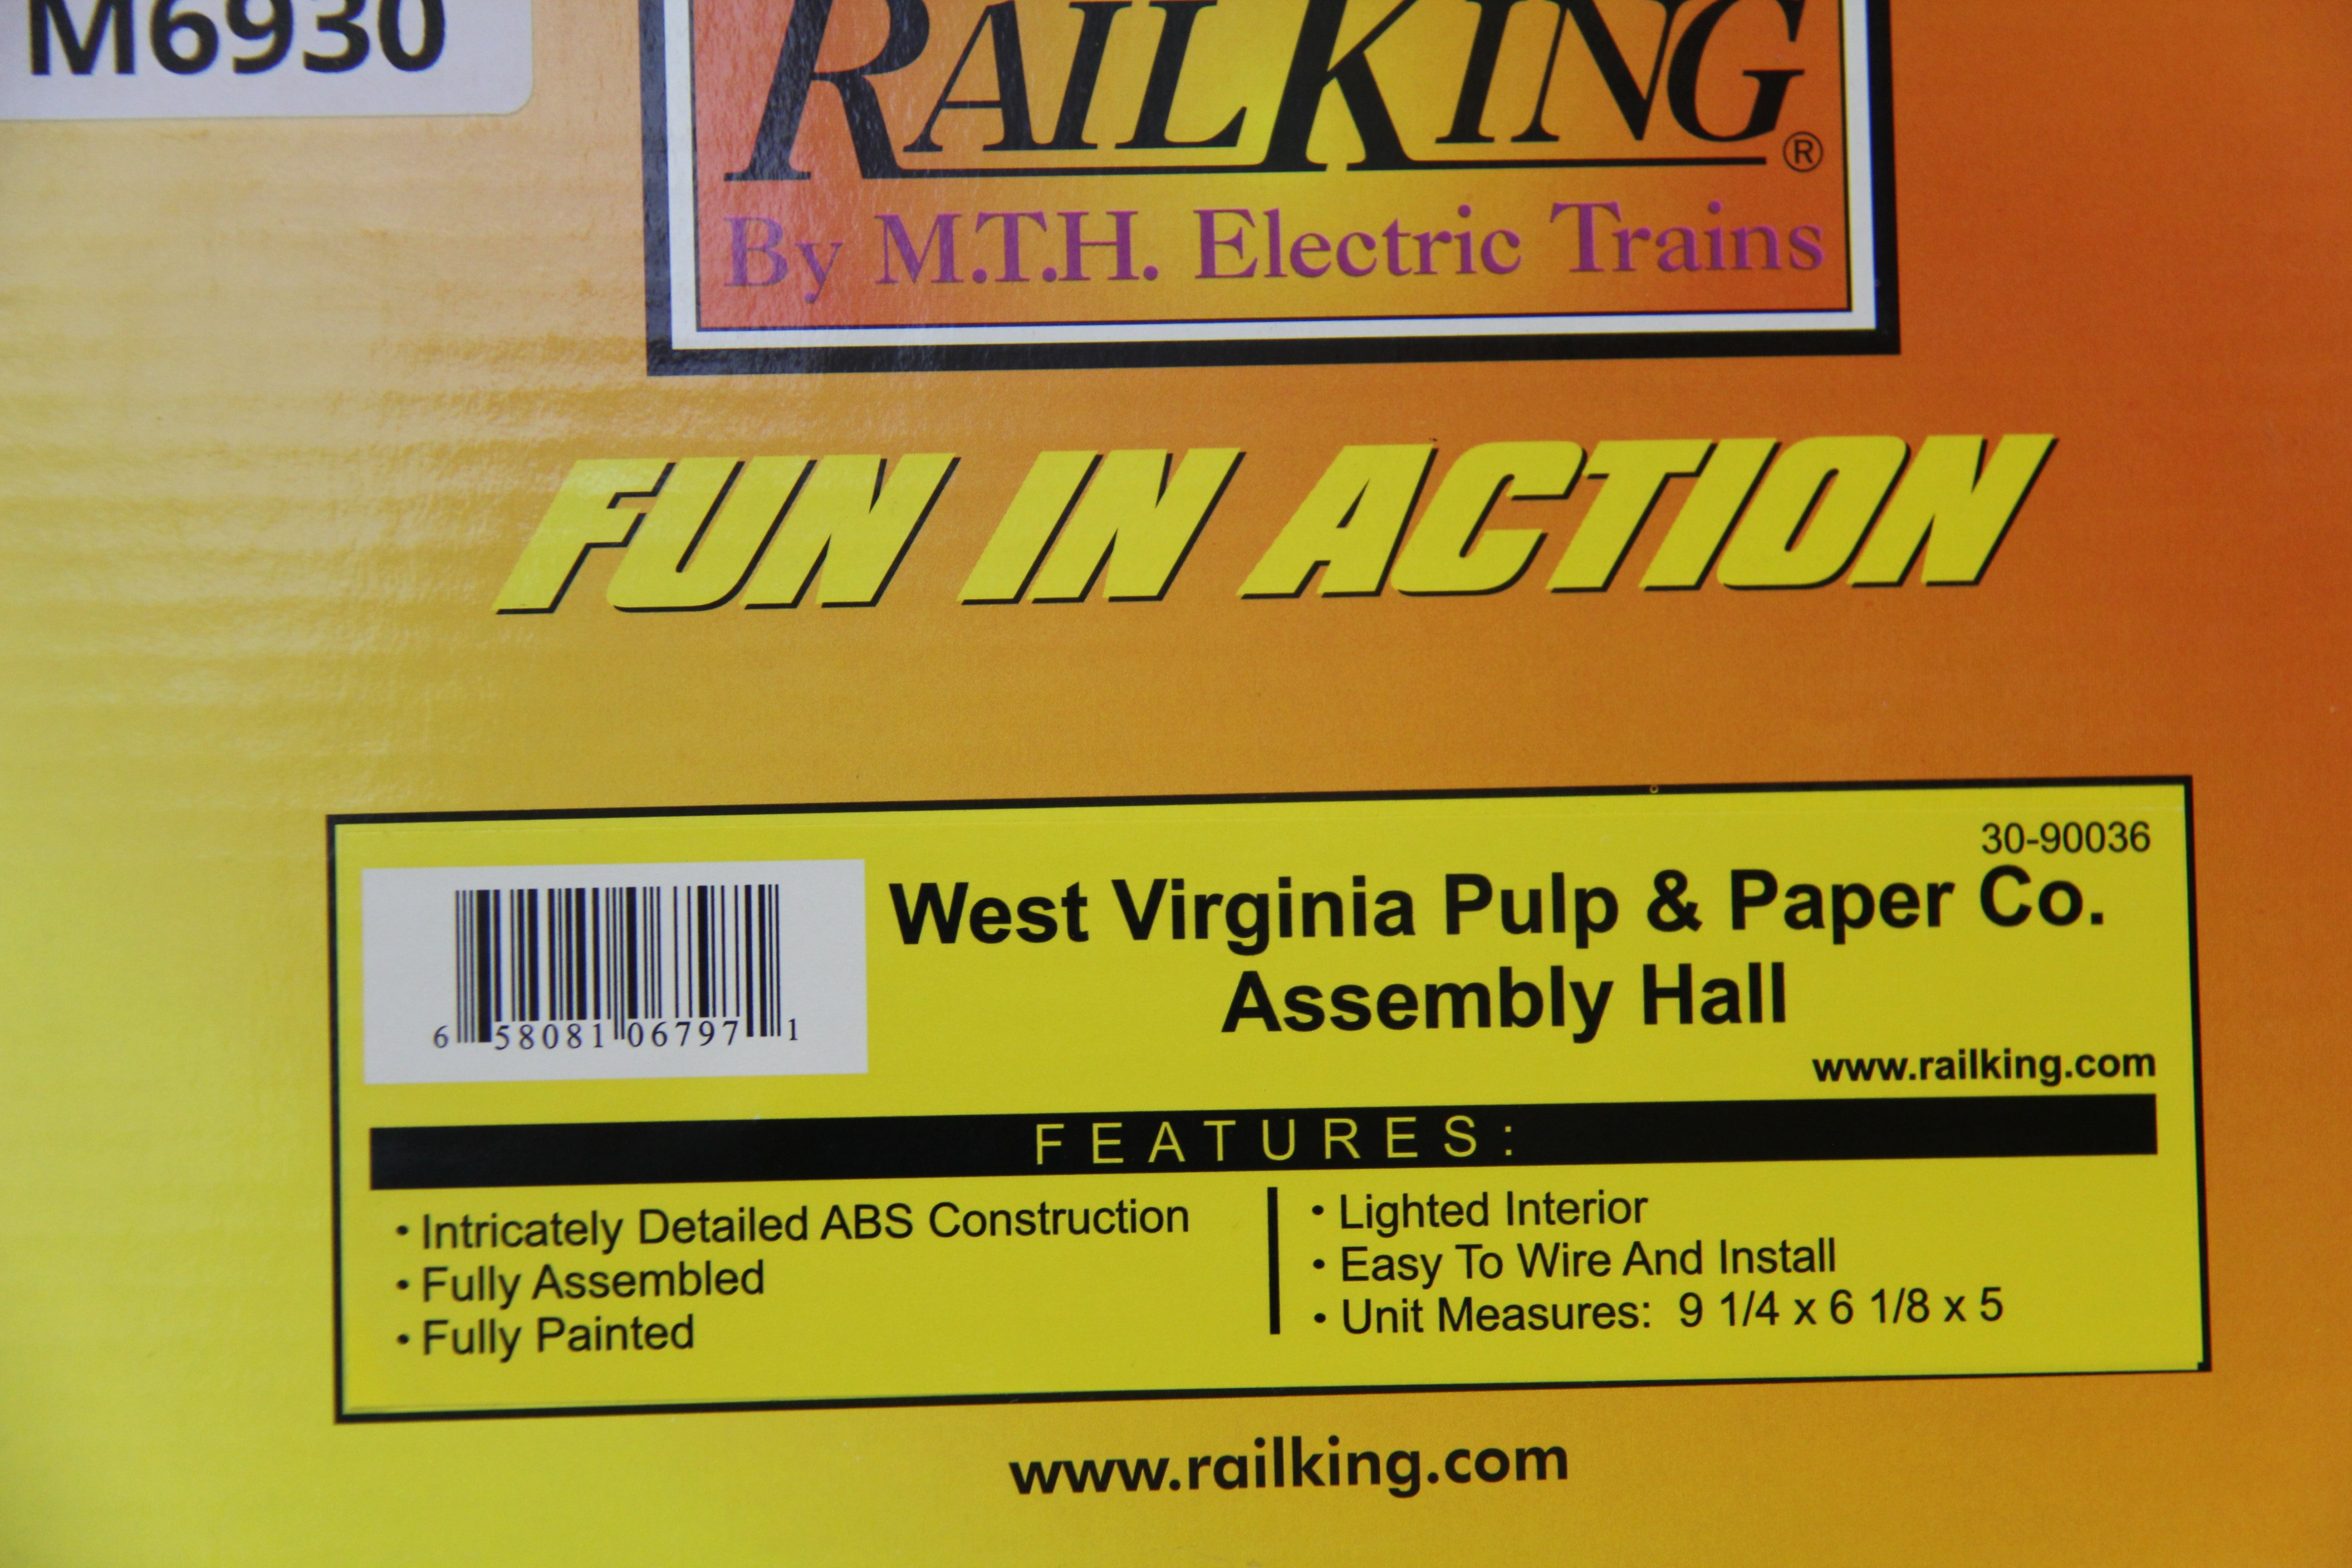 M6930
RAILKING®
By M.T.H. Electric Trains
FUN IN ACTION
30-90036
West Virginia Pulp & Paper Co.
Assembly Hall
6 58081 06797 1
www.railking.com
FEATURES:
• Intricately Detailed ABS Construction
• Fully Assembled
• Fully Painted
• Lighted Interior
• Easy To Wire And Install
• Unit Measures: 9 1/4 x 6 1/8 x 5
www.railking.com